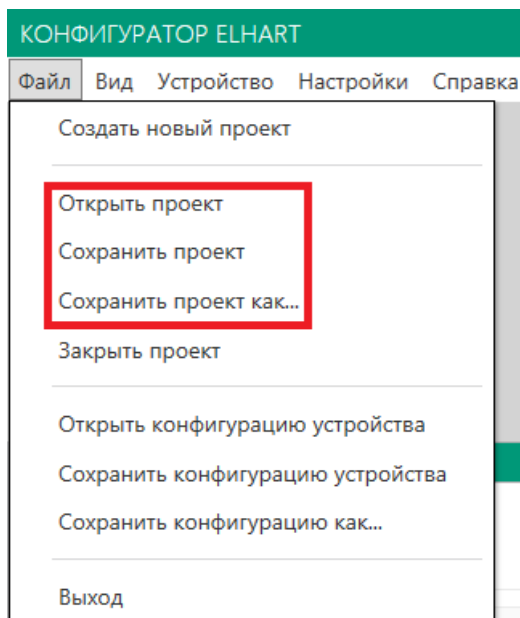 КОНФИГУРАТОР ELHART
Файл Вид Устройство Настройки Справка
Создать новый проект
Открыть проект
Сохранить проект
Сохранить проект как...
Закрыть проект
Открыть конфигурацию устройства
Сохранить конфигурацию устройства
Сохранить конфигурацию как...
Выход